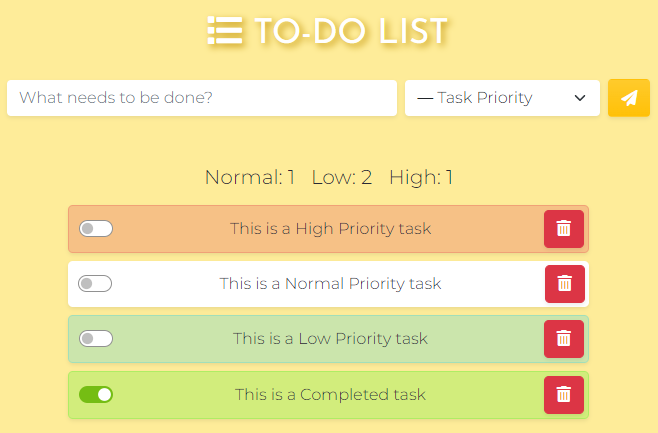 TO-DO LIST
What needs to be done?
— Task Priority
Normal: 1 Low: 2 High: 1
This is a High Priority task
This is a Normal Priority task
This is a Low Priority task
This is a Completed task